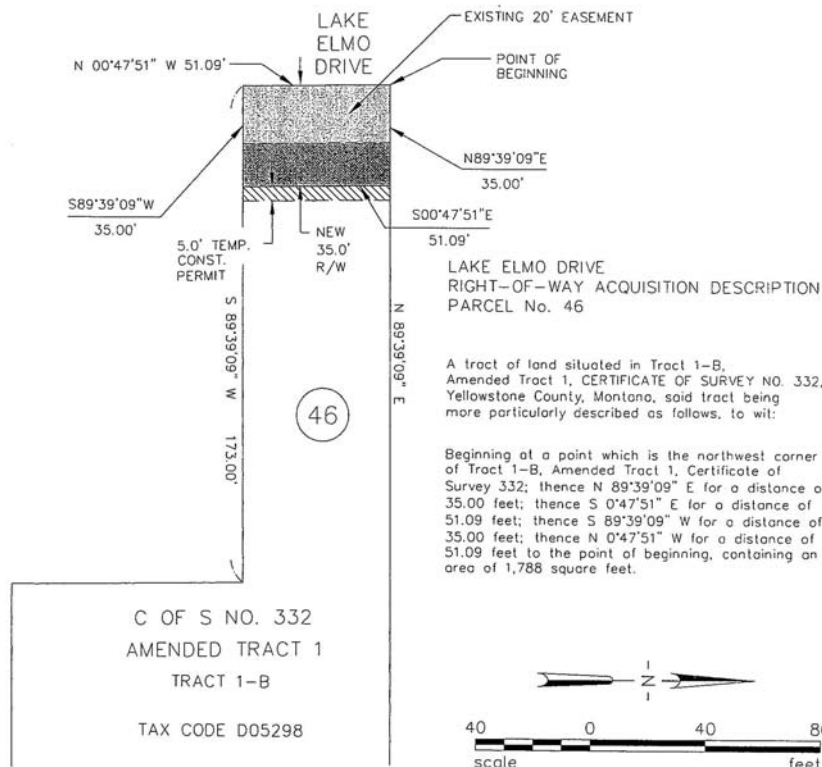 LAKE
ELMO
DRIVE
EXISTING 20' EASEMENT
N 00°47'51" W 51.09'
POINT OF
BEGINNING
N89°39'09"E
35.00'
S89°39'09"W
35.00'
S00°47'51"E
51.09'
5.0' TEMP.
CONST.
PERMIT
NEW
35.0'
R/W
S 89°39'09" W
173.00'
N 89°39'09" E
46
LAKE ELMO DRIVE
RIGHT-OF-WAY ACQUISITION DESCRIPTION
PARCEL No. 46
A tract of land situated in Tract 1-B,
Amended Tract 1, CERTIFICATE OF SURVEY NO. 332,
Yellowstone County, Montana, said tract being
more particularly described as follows, to wit:
Beginning at a point which is the northwest corner
of Tract 1-B, Amended Tract 1, Certificate of
Survey 332; thence N 89°39'09" E for a distance o
35.00 feet; thence S 0°47'51" E for a distance of
51.09 feet; thence S 89°39'09" W for a distance of
35.00 feet; thence N 0°47'51" W for a distance of
51.09 feet to the point of beginning, containing an
area of 1,788 square feet.
C OF S NO. 332
AMENDED TRACT 1
TRACT 1-B
TAX CODE D05298
N
40 0 40
scale feet